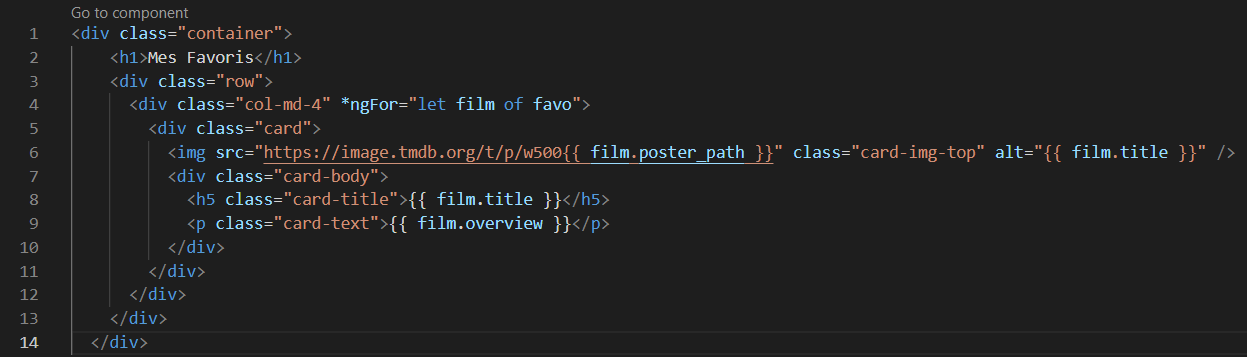 Go to component
1 <div class="container">
2 <h1>Mes Favoris</h1>
3 <div class="row">
4 <div class="col-md-4" *ngFor="let film of favo">
5 <div class="card">
6 <img src="https://image.tmdb.org/t/p/w500{{ film.poster_path }}" class="card-img-top" alt="{{ film.title }}" />
7 <div class="card-body">
8 <h5 class="card-title">{{ film.title }}</h5>
9 <p class="card-text">{{ film.overview }}</p>
10 </div>
11 </div>
12 </div>
13 </div>
14 </div>